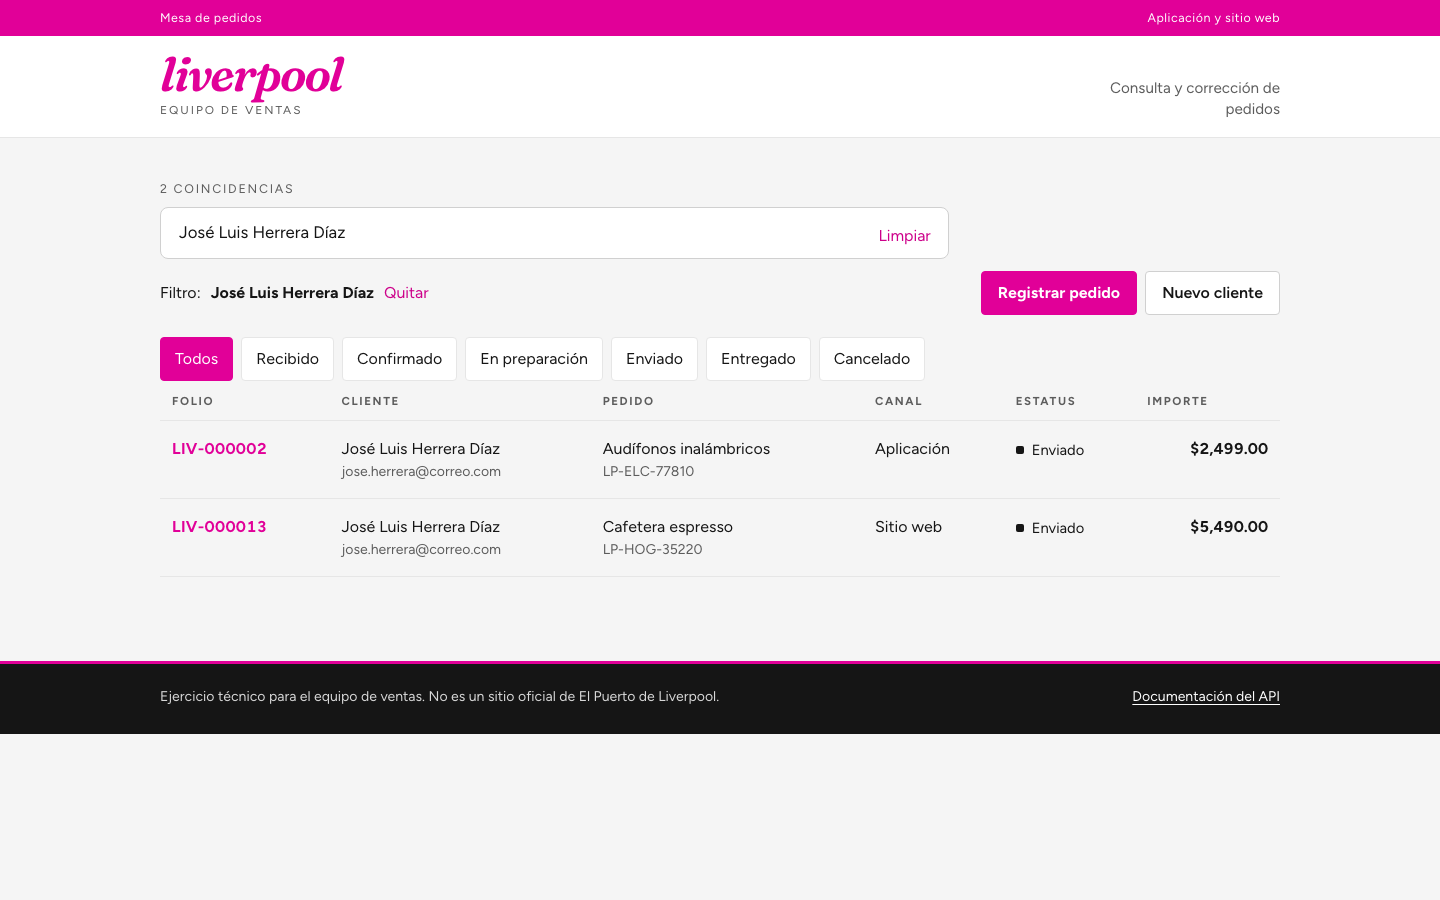 Mesa de pedidos
Aplicación y sitio web
liverpool
EQUIPO DE VENTAS
Consulta y corrección de
pedidos
2 COINCIDENCIAS
José Luis Herrera Díaz
Limpiar
Filtro: José Luis Herrera Díaz Quitar
Registrar pedido
Nuevo cliente
Todos
Recibido
Confirmado
En preparación
Enviado
Entregado
Cancelado
FOLIO CLIENTE PEDIDO CANAL ESTATUS IMPORTE
LIV-000002 José Luis Herrera Díaz Audífonos inalámbricos Aplicación Enviado $2,499.00
jose.herrera@correo.com LP-ELC-77810
LIV-000013 José Luis Herrera Díaz Cafetera espresso Sitio web Enviado $5,490.00
jose.herrera@correo.com LP-HOG-35220
Ejercicio técnico para el equipo de ventas. No es un sitio oficial de El Puerto de Liverpool.
Documentación del API